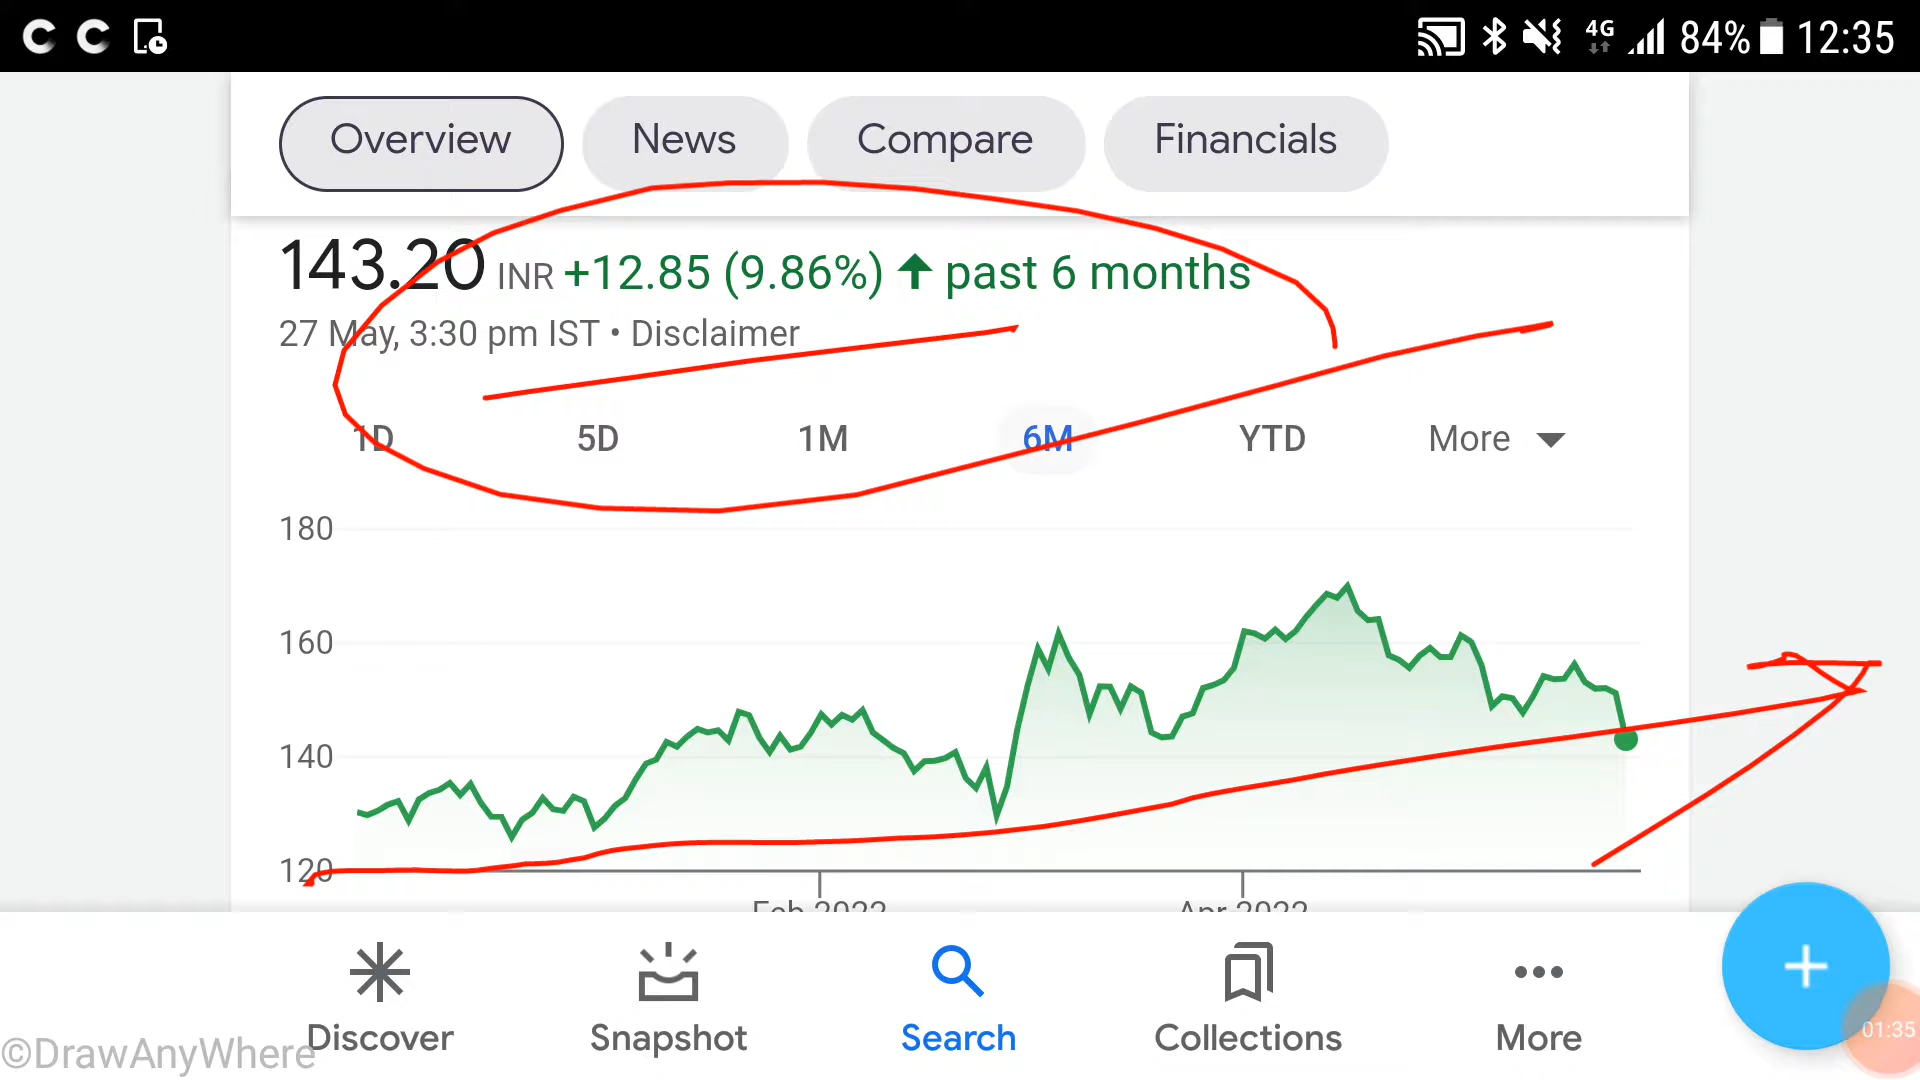 4G 84% 12:35
Overview News Compare Financials
143.20 INR +12.85 (9.86%) ↑ past 6 months
27 May, 3:30 pm IST • Disclaimer
1D 5D 1M 6M YTD More
180
160
140
120
Feb 2022 Apr 2022
Discover Snapshot Search Collections More
01:35
©DrawAnyWhere